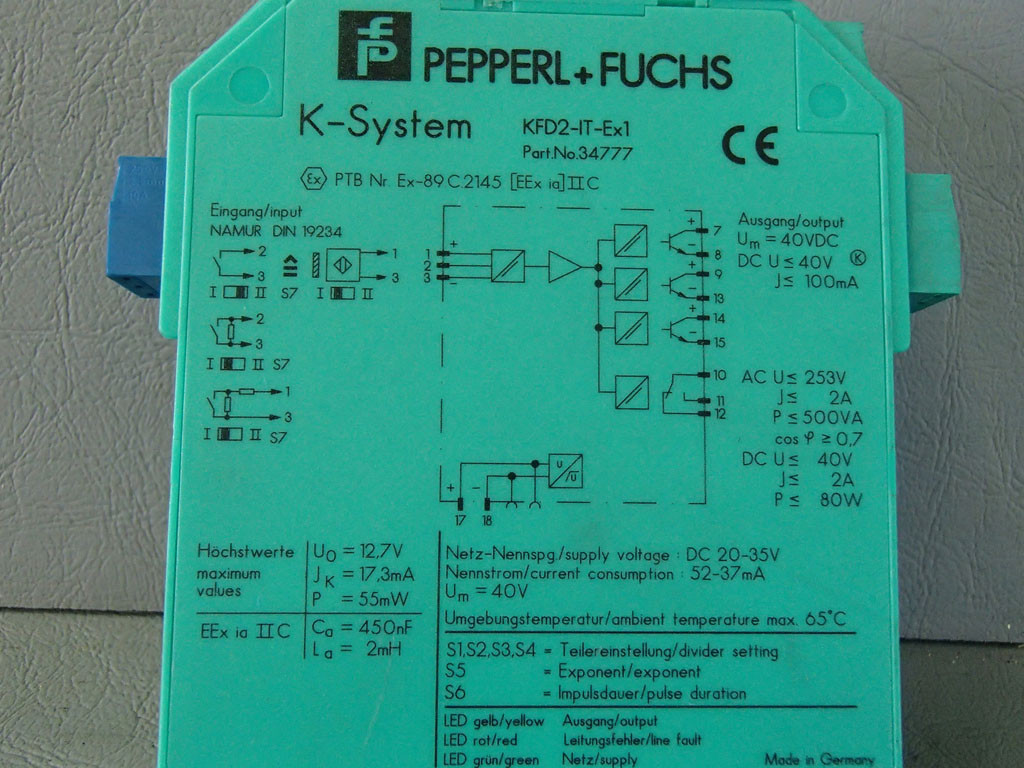 PEPPERL+FUCHS
K-System
KFD2-IT-Ex1
Part.No.34777
CE
Ex PTB Nr. Ex-89.C.2145 [EEx ia] II C
Eingang/input
NAMUR DIN 19234
2
3
I II S7
1
3
I II
2
3
I II S7
1
3
I II S7
1
2
3
+
-
+
7
-
8
+
9
-
13
+
14
-
15
10
11
12
+
-
17 18
U
U
Ausgang/output
Um = 40VDC
DC U ≤ 40V K
J ≤ 100mA
AC U ≤ 253V
J ≤ 2A
P ≤ 500VA
cos φ ≥ 0,7
DC U ≤ 40V
J ≤ 2A
P ≤ 80W
Höchstwerte
maximum
values
UO = 12,7V
JK = 17,3mA
P = 55mW
EEx ia II C
Ca = 450nF
La = 2mH
Netz-Nennspg./supply voltage : DC 20-35V
Nennstrom/current consumption : 52-37mA
Um = 40V
Umgebungstemperatur/ambient temperature max. 65°C
S1,S2,S3,S4 = Teilereinstellung/divider setting
S5 = Exponent/exponent
S6 = Impulsdauer/pulse duration
LED gelb/yellow Ausgang/output
LED rot/red Leitungsfehler/line fault
LED grün/green Netz/supply
Made in Germany